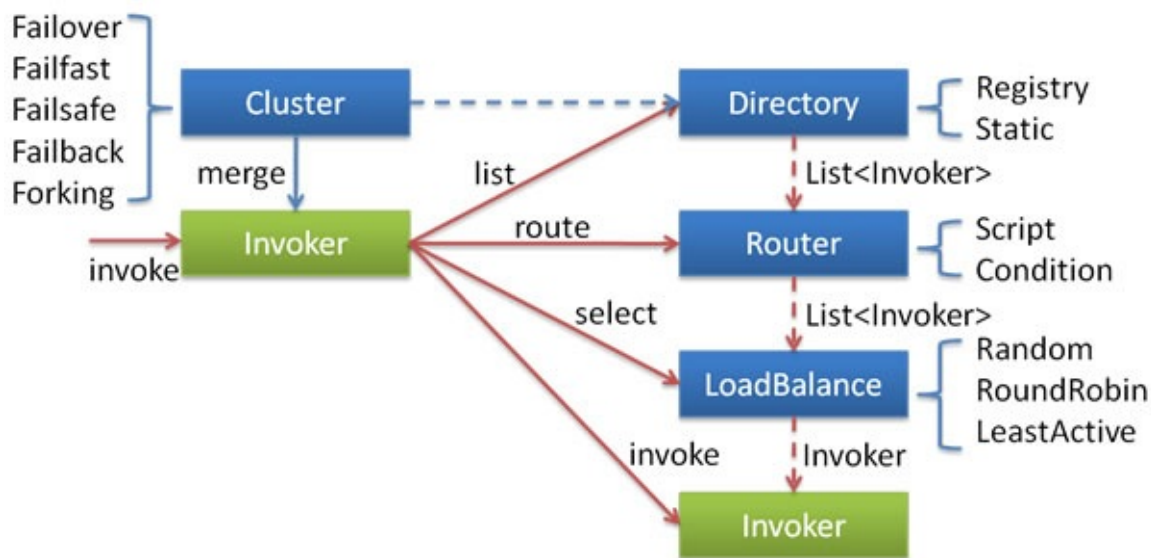 Failover
Failfast
Failsafe
Failback
Forking
Cluster
Directory
Registry
Static
merge
list
List<Invoker>
invoke
Invoker
route
Router
Script
Condition
select
List<Invoker>
LoadBalance
Random
RoundRobin
LeastActive
invoke
Invoker
Invoker